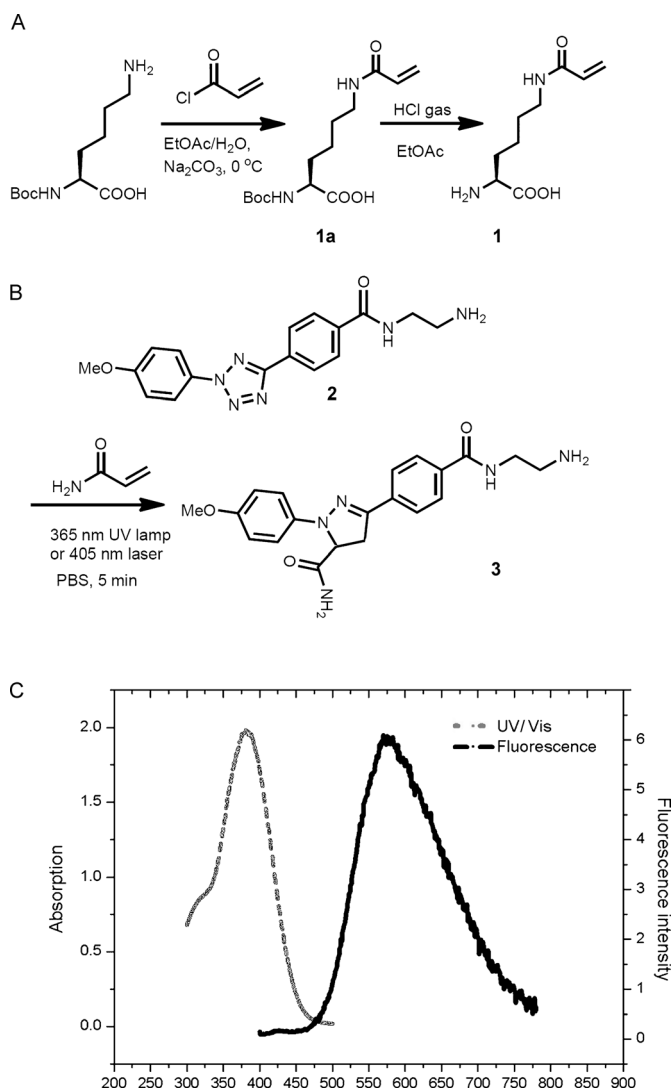 A
NH₂
O
Cl
EtOAc/H₂O,
Na₂CO₃, 0 °C
BocHN
COOH
O
HN
BocHN
COOH
1a
HCl gas
EtOAc
O
HN
H₂N
COOH
1
B
MeO
N
N
N
N
O
N
H
NH₂
2
O
H₂N
365 nm UV lamp
or 405 nm laser
PBS, 5 min
MeO
N
N
O
NH₂
O
N
H
NH₂
3
C
UV/ Vis
Fluorescence
Absorption
2.0
1.5
1.0
0.5
0.0
Fluorescence intensity
6
5
4
3
2
1
0
200 250 300 350 400 450 500 550 600 650 700 750 800 850 900